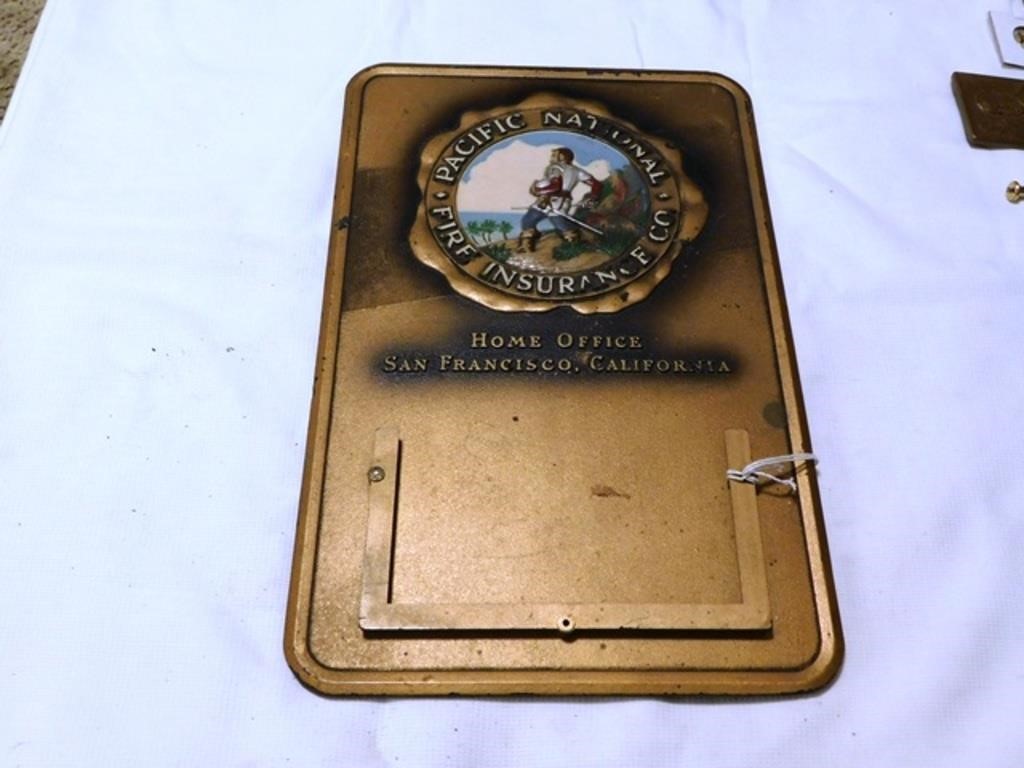 PACIFIC NATIONAL
FIRE INSURANCE CO.
HOME OFFICE
SAN FRANCISCO, CALIFORNIA